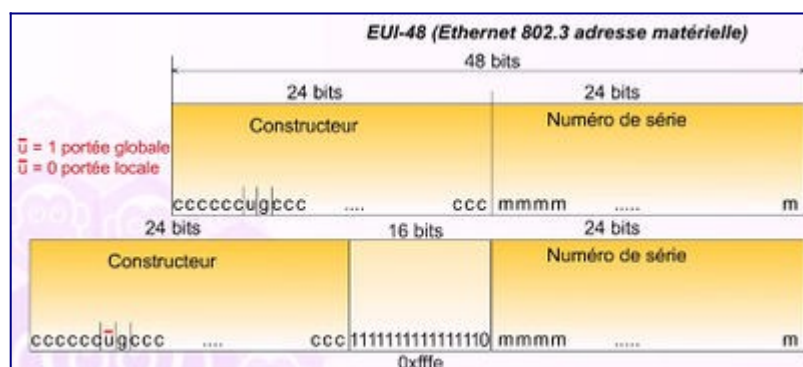 EUI-48 (Ethernet 802.3 adresse matérielle)
48 bits
24 bits 24 bits
Constructeur Numéro de série
ū = 1 portée globale
ū = 0 portée locale
ccccccugccc .... ccc mmmm ..... m
24 bits 16 bits 24 bits
Constructeur Numéro de série
ccccccūgccc .... ccc 1111111111111110 mmmm ..... m
0xfffe